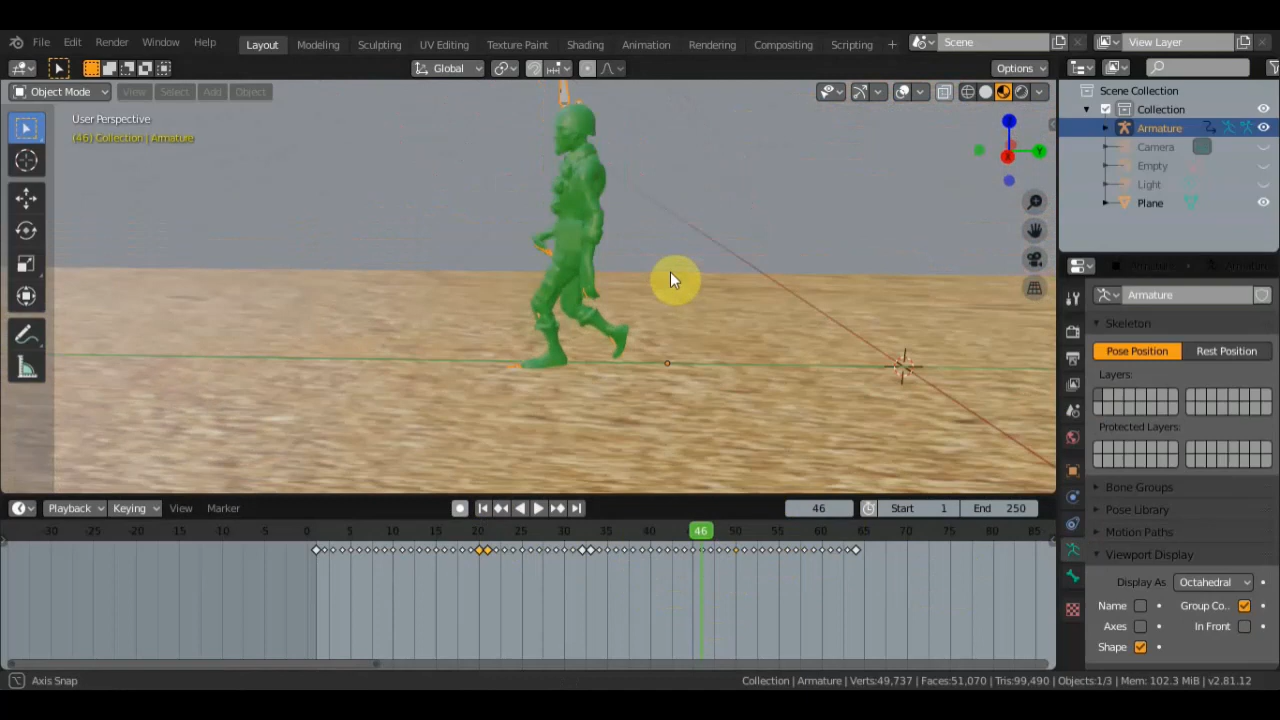 File Edit Render Window Help Layout Modeling Sculpting UV Editing Texture Paint Shading Animation Rendering Compositing Scripting + Scene View Layer
Global Options
Object Mode View Select Add Object
User Perspective
(46) Collection | Armature
Scene Collection
Collection
Armature
Camera
Empty
Light
Plane
Armature
Skeleton
Pose Position Rest Position
Layers:
Protected Layers:
Bone Groups
Pose Library
Motion Paths
Viewport Display
Display As Octahedral
Name Group Co..
Axes In Front
Shape
Playback Keying View Marker 46 Start 1 End 250
-30 -25 -20 -15 -10 -5 0 5 10 15 20 25 30 35 40 46 50 55 60 65 70 75 80 85
Axis Snap Collection | Armature | Verts:49,737 | Faces:51,070 | Tris:99,490 | Objects:1/3 | Mem: 102.3 MiB | v2.81.12